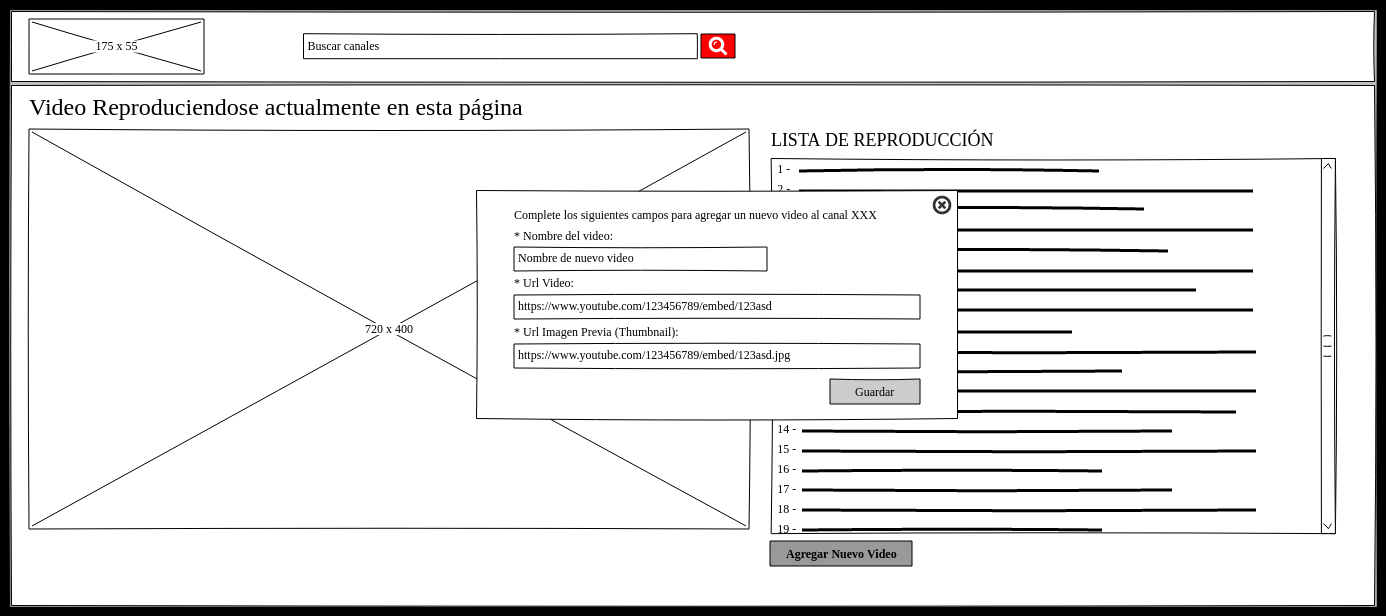 175 x 55
Buscar canales
Video Reproduciendose actualmente en esta página
720 x 400
LISTA DE REPRODUCCIÓN
1 -
2 -
Complete los siguientes campos para agregar un nuevo video al canal XXX
* Nombre del video:
Nombre de nuevo video
* Url Video:
https://www.youtube.com/123456789/embed/123asd
* Url Imagen Previa (Thumbnail):
https://www.youtube.com/123456789/embed/123asd.jpg
Guardar
14 -
15 -
16 -
17 -
18 -
19 -
Agregar Nuevo Video